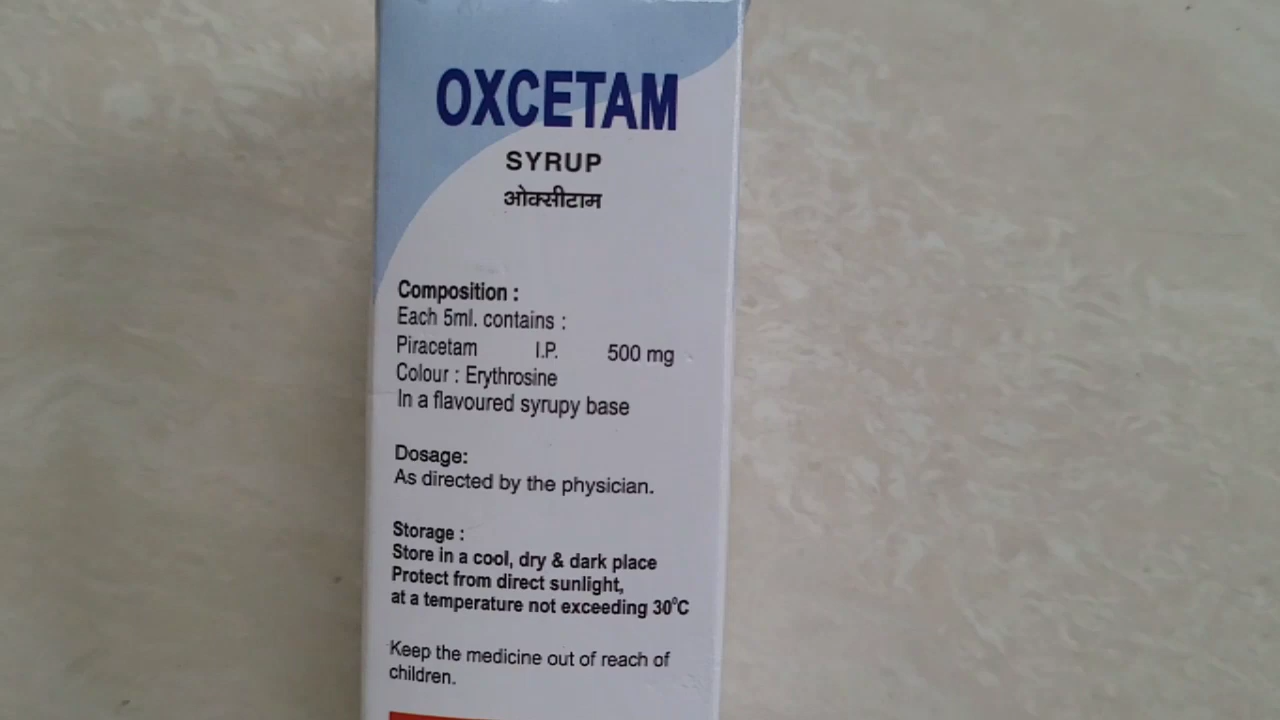 OXCETAM
SYRUP
ओक्सीटाम
Composition :
Each 5ml. contains :
Piracetam I.P. 500 mg
Colour : Erythrosine
In a flavoured syrupy base
Dosage:
As directed by the physician.
Storage :
Store in a cool, dry & dark place
Protect from direct sunlight,
at a temperature not exceeding 30°C
Keep the medicine out of reach of
children.